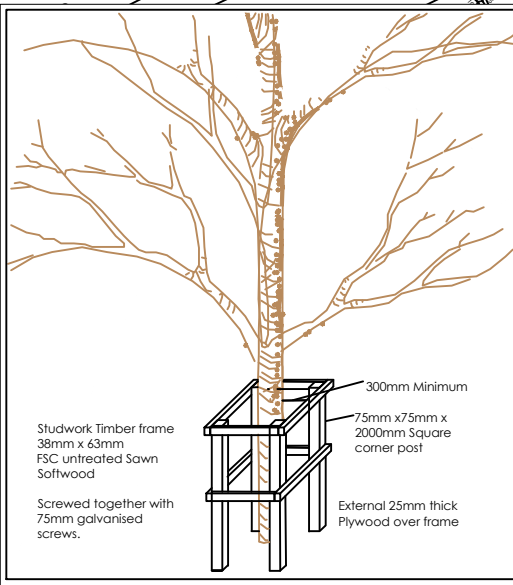 300mm Minimum
75mm x75mm x
2000mm Square
corner post
Studwork Timber frame
38mm x 63mm
FSC untreated Sawn
Softwood
Screwed together with
75mm galvanised
screws.
External 25mm thick
Plywood over frame